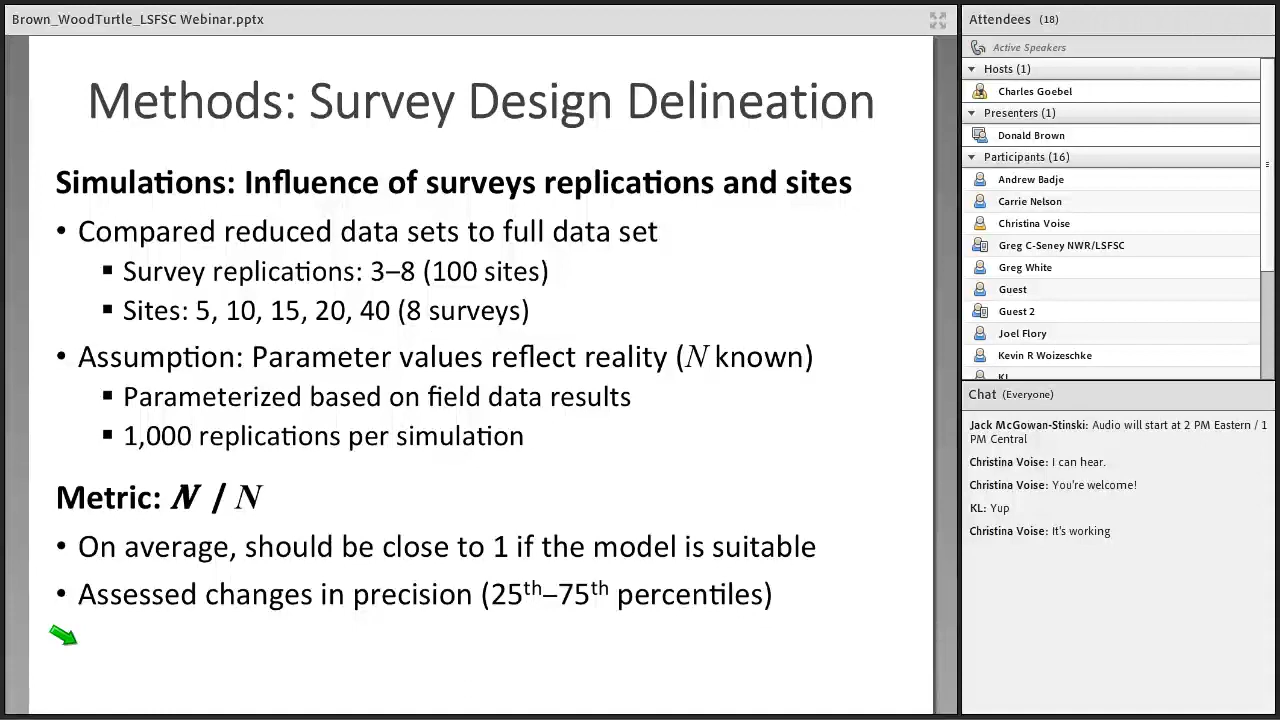 Brown_WoodTurtle_LSFSC Webinar.pptx
Methods: Survey Design Delineation
Simulations: Influence of surveys replications and sites
• Compared reduced data sets to full data set
▪ Survey replications: 3–8 (100 sites)
▪ Sites: 5, 10, 15, 20, 40 (8 surveys)
• Assumption: Parameter values reflect reality (N known)
▪ Parameterized based on field data results
▪ 1,000 replications per simulation
Metric: N / N
• On average, should be close to 1 if the model is suitable
• Assessed changes in precision (25th–75th percentiles)
Attendees (18)
Active Speakers
Hosts (1)
Charles Goebel
Presenters (1)
Donald Brown
Participants (16)
Andrew Badje
Carrie Nelson
Christina Voise
Greg C-Seney NWR/LSFSC
Greg White
Guest
Guest 2
Joel Flory
Kevin R Woizeschke
KL
Chat (Everyone)
Jack McGowan-Stinski: Audio will start at 2 PM Eastern / 1
PM Central
Christina Voise: I can hear.
Christina Voise: You're welcome!
KL: Yup
Christina Voise: It's working